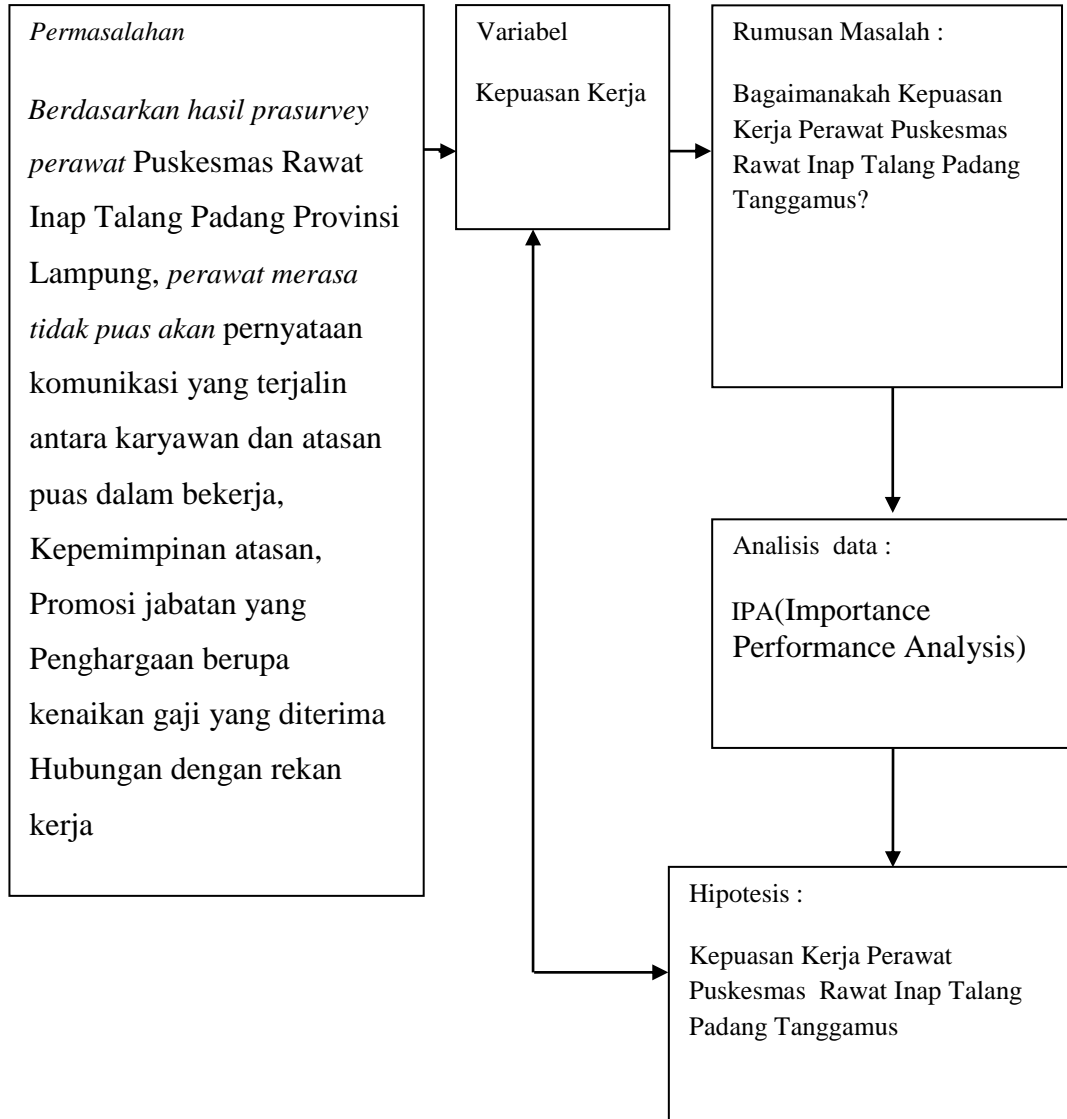 Permasalahan
Berdasarkan hasil prasurvey
perawat Puskesmas Rawat
Inap Talang Padang Provinsi
Lampung, perawat merasa
tidak puas akan pernyataan
komunikasi yang terjalin
antara karyawan dan atasan
puas dalam bekerja,
Kepemimpinan atasan,
Promosi jabatan yang
Penghargaan berupa
kenaikan gaji yang diterima
Hubungan dengan rekan
kerja
Variabel
Kepuasan Kerja
Rumusan Masalah :
Bagaimanakah Kepuasan
Kerja Perawat Puskesmas
Rawat Inap Talang Padang
Tanggamus?
Analisis data :
IPA(Importance
Performance Analysis)
Hipotesis :
Kepuasan Kerja Perawat
Puskesmas Rawat Inap Talang
Padang Tanggamus